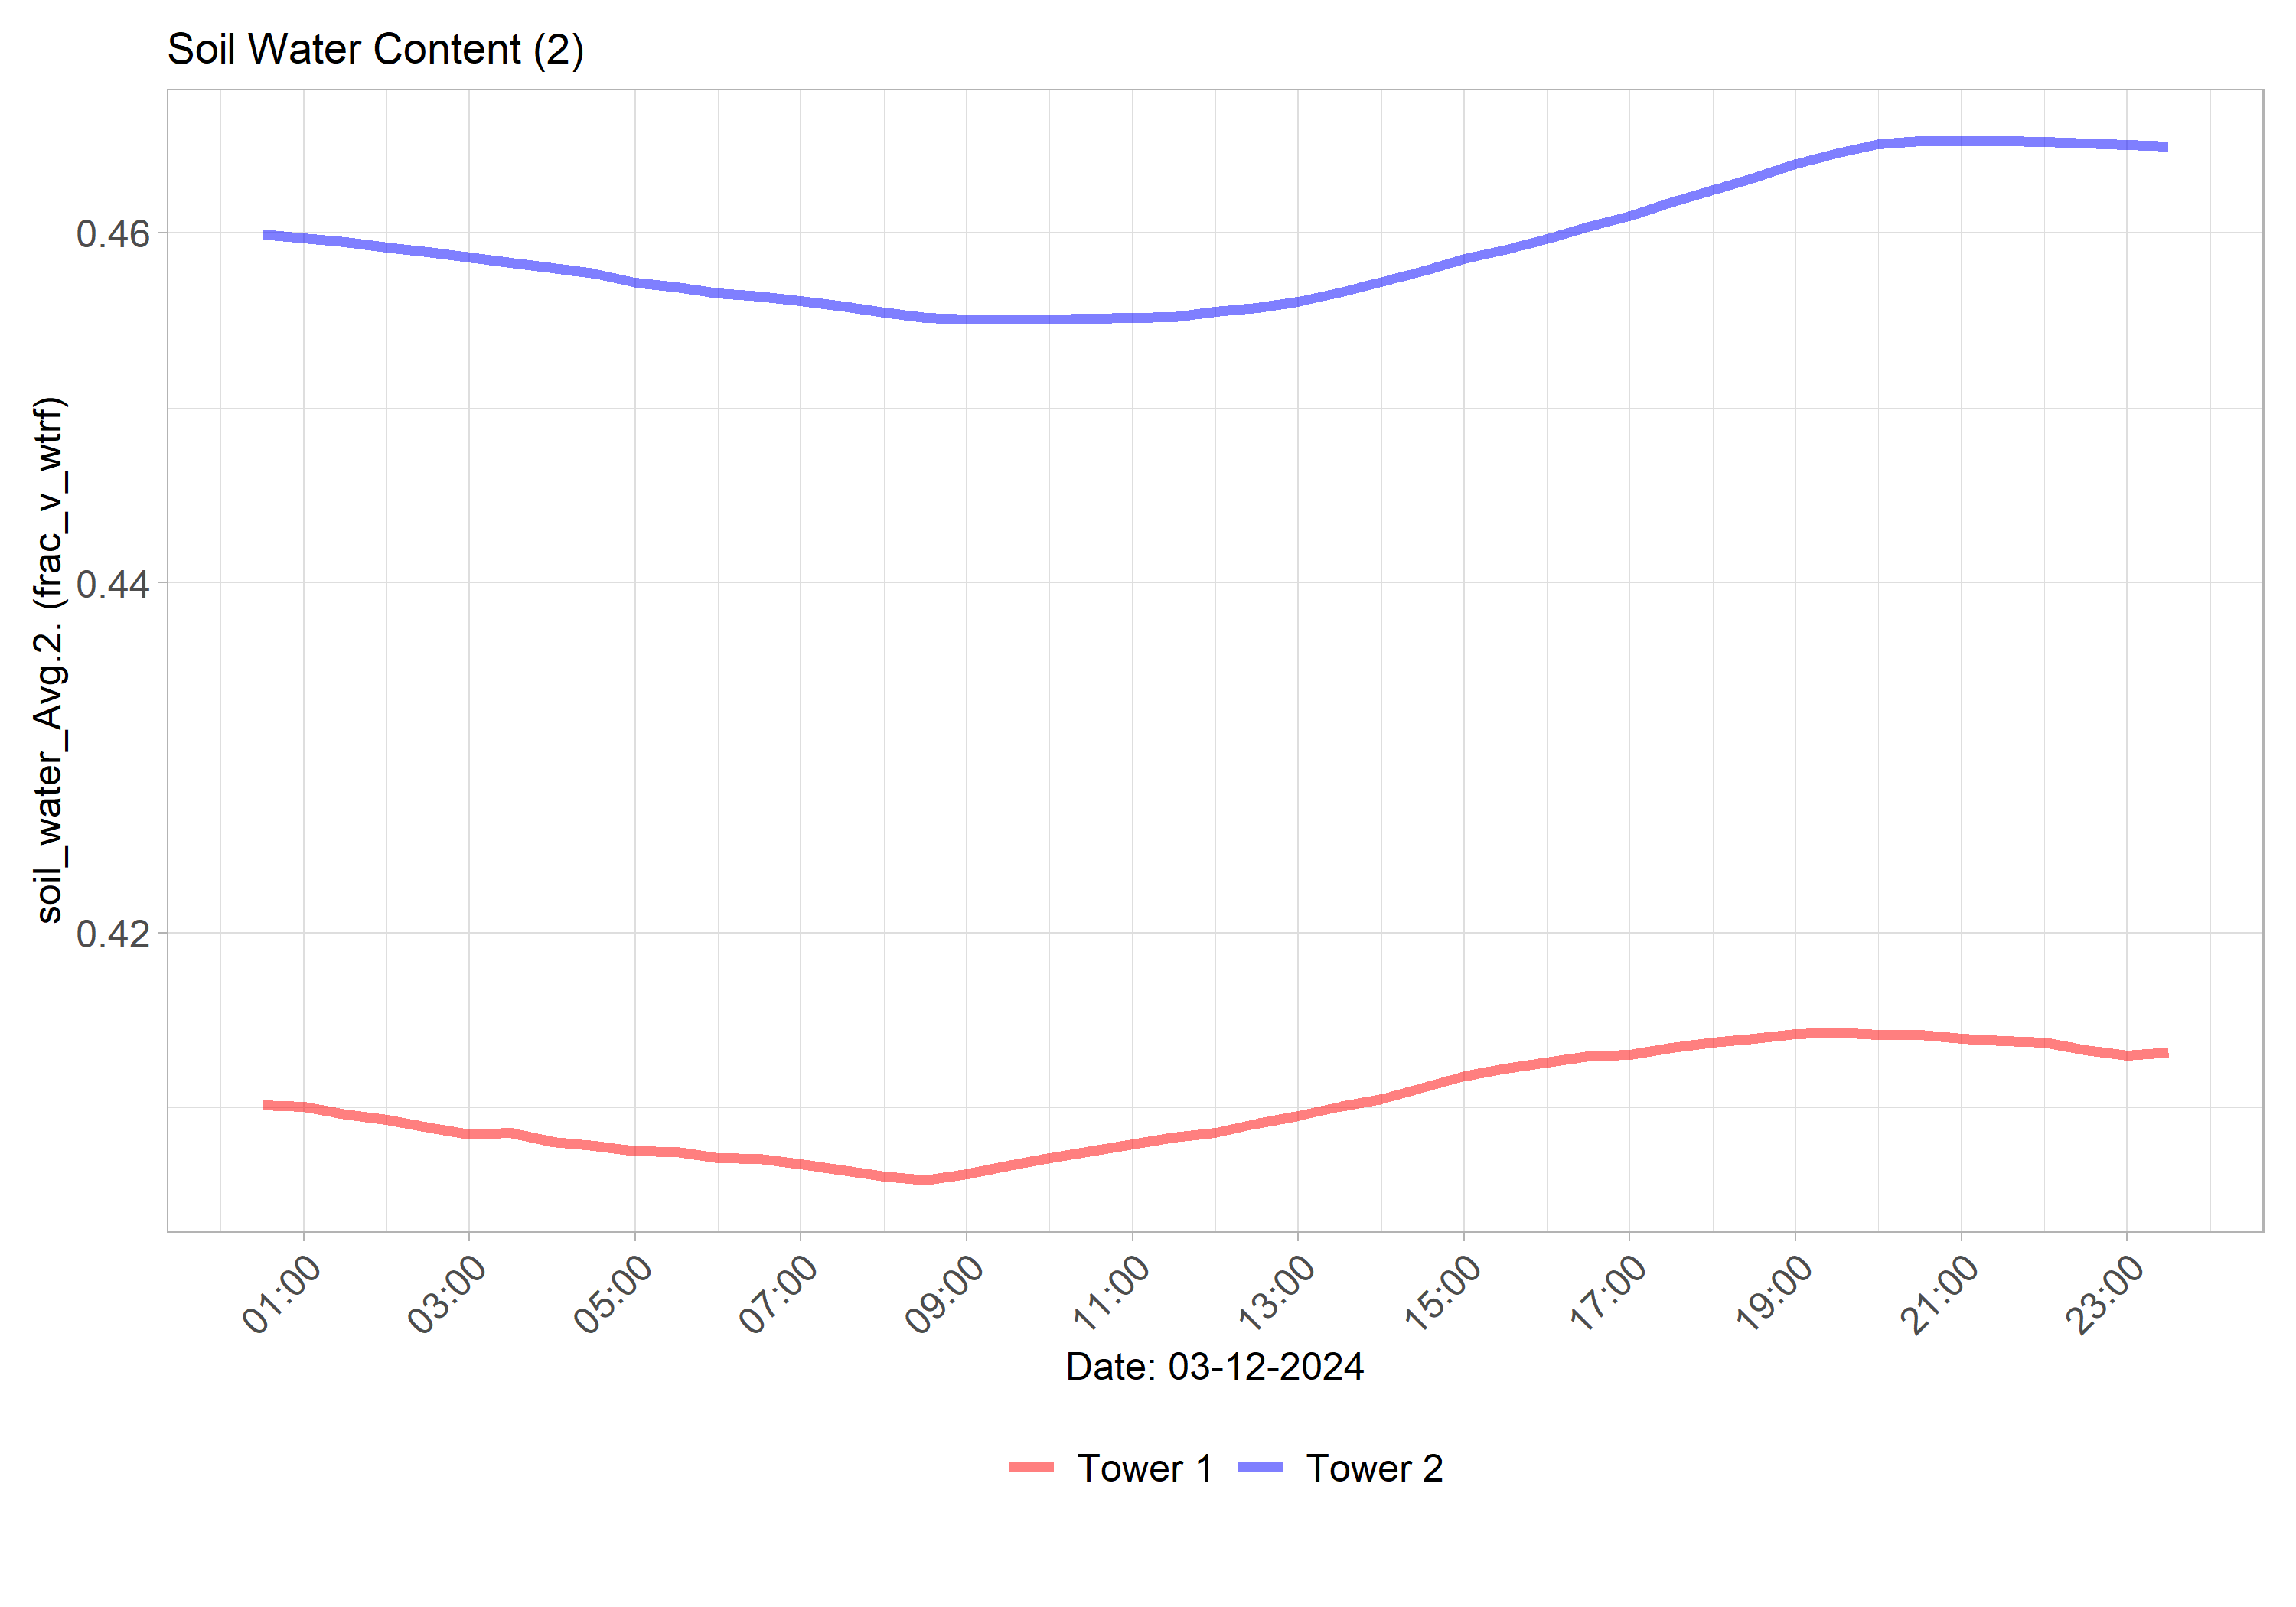 Soil Water Content (2)
soil_water_Avg.2. (frac_v_wtrf)
0.46
0.44
0.42
01:00 03:00 05:00 07:00 09:00 11:00 13:00 15:00 17:00 19:00 21:00 23:00
Date: 03-12-2024
Tower 1 Tower 2